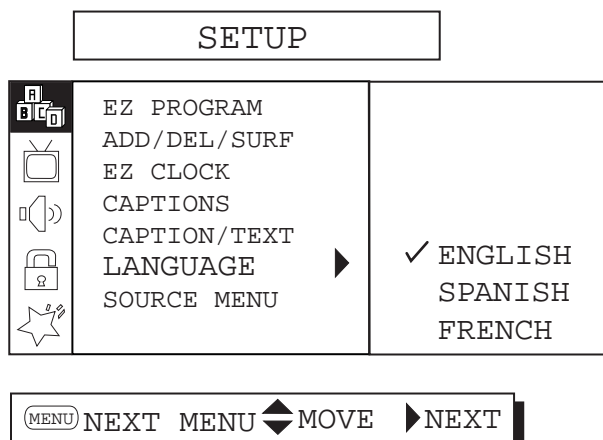 SETUP
A
B C D
EZ PROGRAM
ADD/DEL/SURF
EZ CLOCK
CAPTIONS
CAPTION/TEXT
LANGUAGE
SOURCE MENU
✓ ENGLISH
SPANISH
FRENCH
MENU NEXT MENU MOVE NEXT